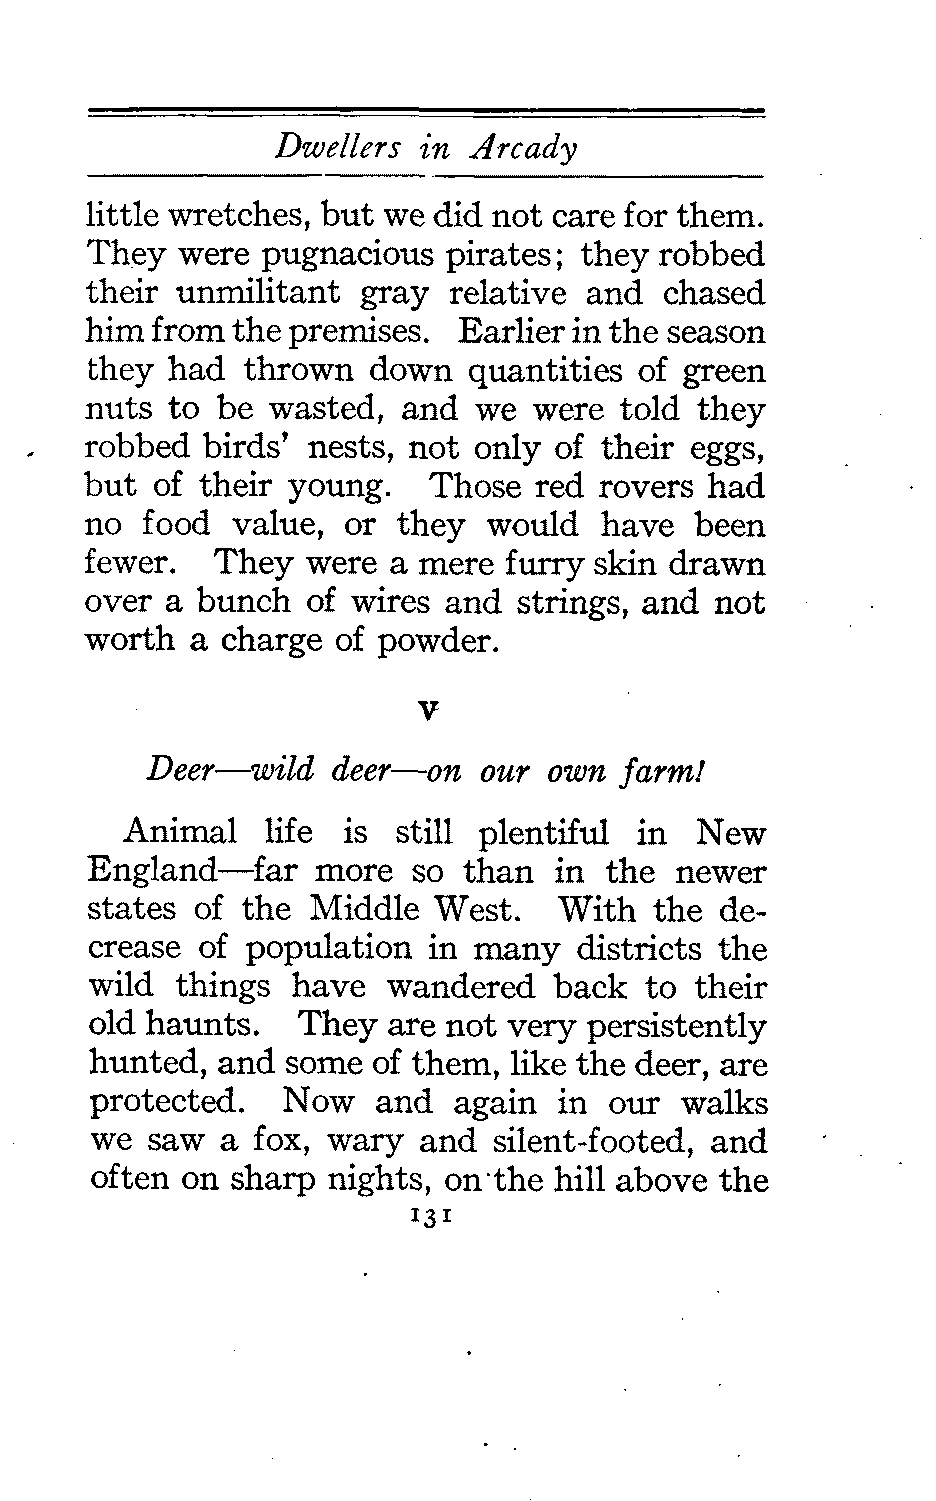 Dwellers in Arcady
little wretches, but we did not care for them.
They were pugnacious pirates; they robbed
their unmilitant gray relative and chased
him from the premises. Earlier in the season
they had thrown down quantities of green
nuts to be wasted, and we were told they
robbed birds' nests, not only of their eggs,
but of their young. Those red rovers had
no food value, or they would have been
fewer. They were a mere furry skin drawn
over a bunch of wires and strings, and not
worth a charge of powder.
V
Deer—wild deer—on our own farm!
Animal life is still plentiful in New
England—far more so than in the newer
states of the Middle West. With the de-
crease of population in many districts the
wild things have wandered back to their
old haunts. They are not very persistently
hunted, and some of them, like the deer, are
protected. Now and again in our walks
we saw a fox, wary and silent-footed, and
often on sharp nights, on the hill above the
131